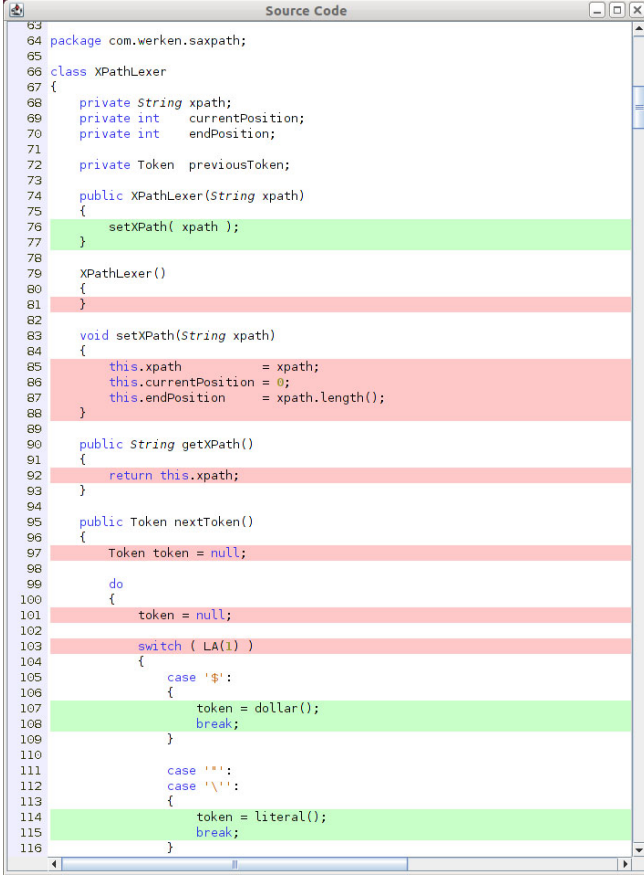 Source Code
63
64 package com.werken.saxpath;
65
66 class XPathLexer
67 {
68     private String xpath;
69     private int    currentPosition;
70     private int    endPosition;
71
72     private Token  previousToken;
73
74     public XPathLexer(String xpath)
75     {
76         setXPath( xpath );
77     }
78
79     XPathLexer()
80     {
81     }
82
83     void setXPath(String xpath)
84     {
85         this.xpath           = xpath;
86         this.currentPosition = 0;
87         this.endPosition     = xpath.length();
88     }
89
90     public String getXPath()
91     {
92         return this.xpath;
93     }
94
95     public Token nextToken()
96     {
97         Token token = null;
98
99         do
100         {
101             token = null;
102
103             switch ( LA(1) )
104             {
105                 case '$':
106                 {
107                     token = dollar();
108                     break;
109                 }
110
111                 case '"':
112                 case '\'':
113                 {
114                     token = literal();
115                     break;
116                 }